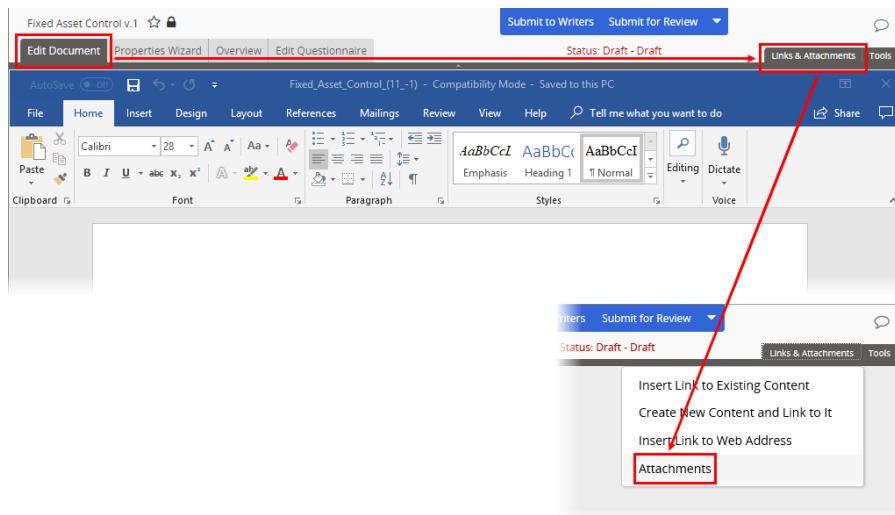 Fixed Asset Control v.1
Submit to Writers Submit for Review
Edit Document Properties Wizard Overview Edit Questionnaire Status: Draft - Draft Links & Attachments Tools
AutoSave Off Fixed_Asset_Control_(11_-1) - Compatibility Mode - Saved to this PC
File Home Insert Design Layout References Mailings Review View Help Tell me what you want to do Share
Calibri 28 A A Aa
Paste B I U abc x₂ x² A aby A
AaBbCcI AaBbCc AaBbCcI
Emphasis Heading 1 ¶ Normal
Editing Dictate
Clipboard Font Paragraph Styles Voice
riters Submit for Review
Status: Draft - Draft Links & Attachments Tools
Insert Link to Existing Content
Create New Content and Link to It
Insert Link to Web Address
Attachments